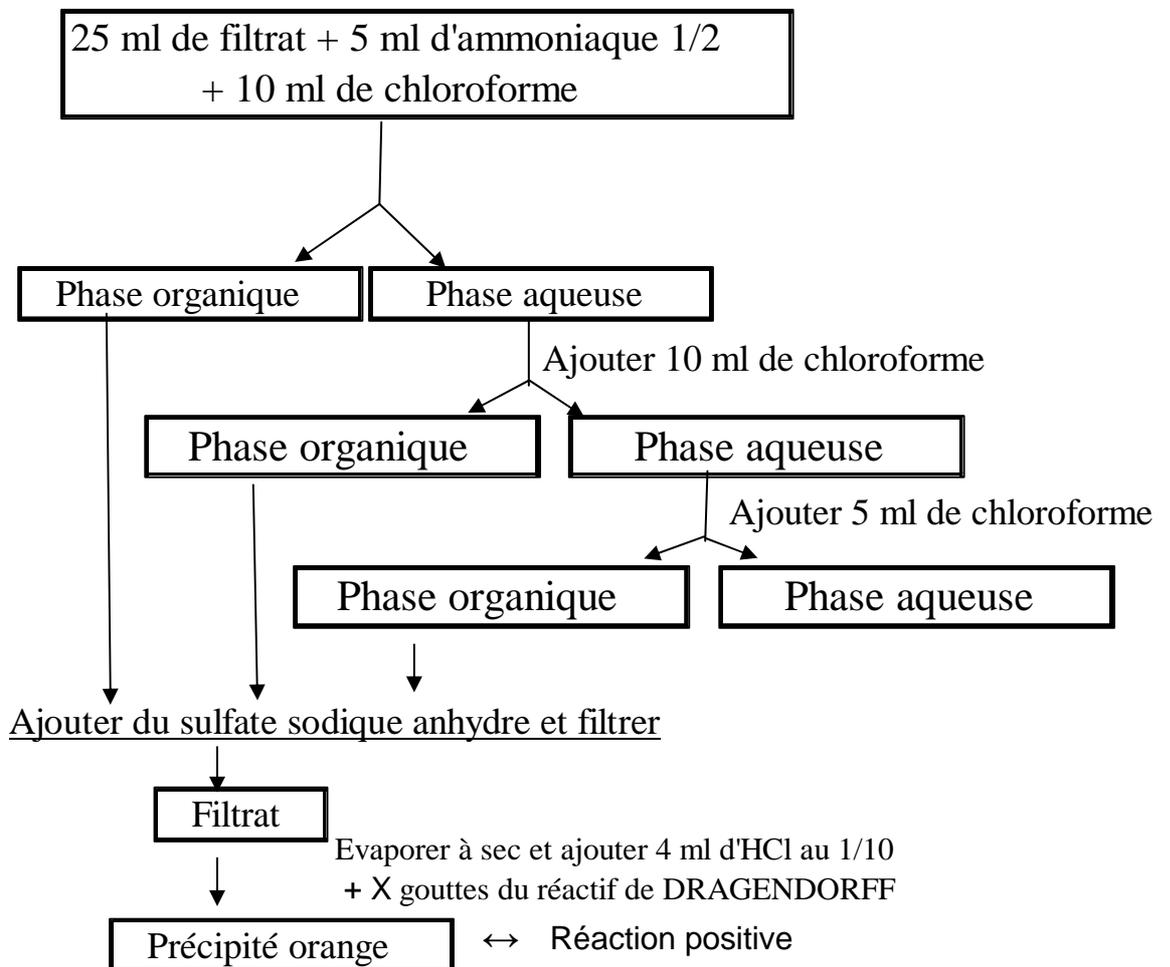 25 ml de filtrat + 5 ml d'ammoniaque 1/2
+ 10 ml de chloroforme
Phase organique
Phase aqueuse
Ajouter 10 ml de chloroforme
Phase organique
Phase aqueuse
Ajouter 5 ml de chloroforme
Phase organique
Phase aqueuse
Ajouter du sulfate sodique anhydre et filtrer
Filtrat
Evaporer à sec et ajouter 4 ml d'HCl au 1/10
+ X gouttes du réactif de DRAGENDORFF
Précipité orange ↔ Réaction positive